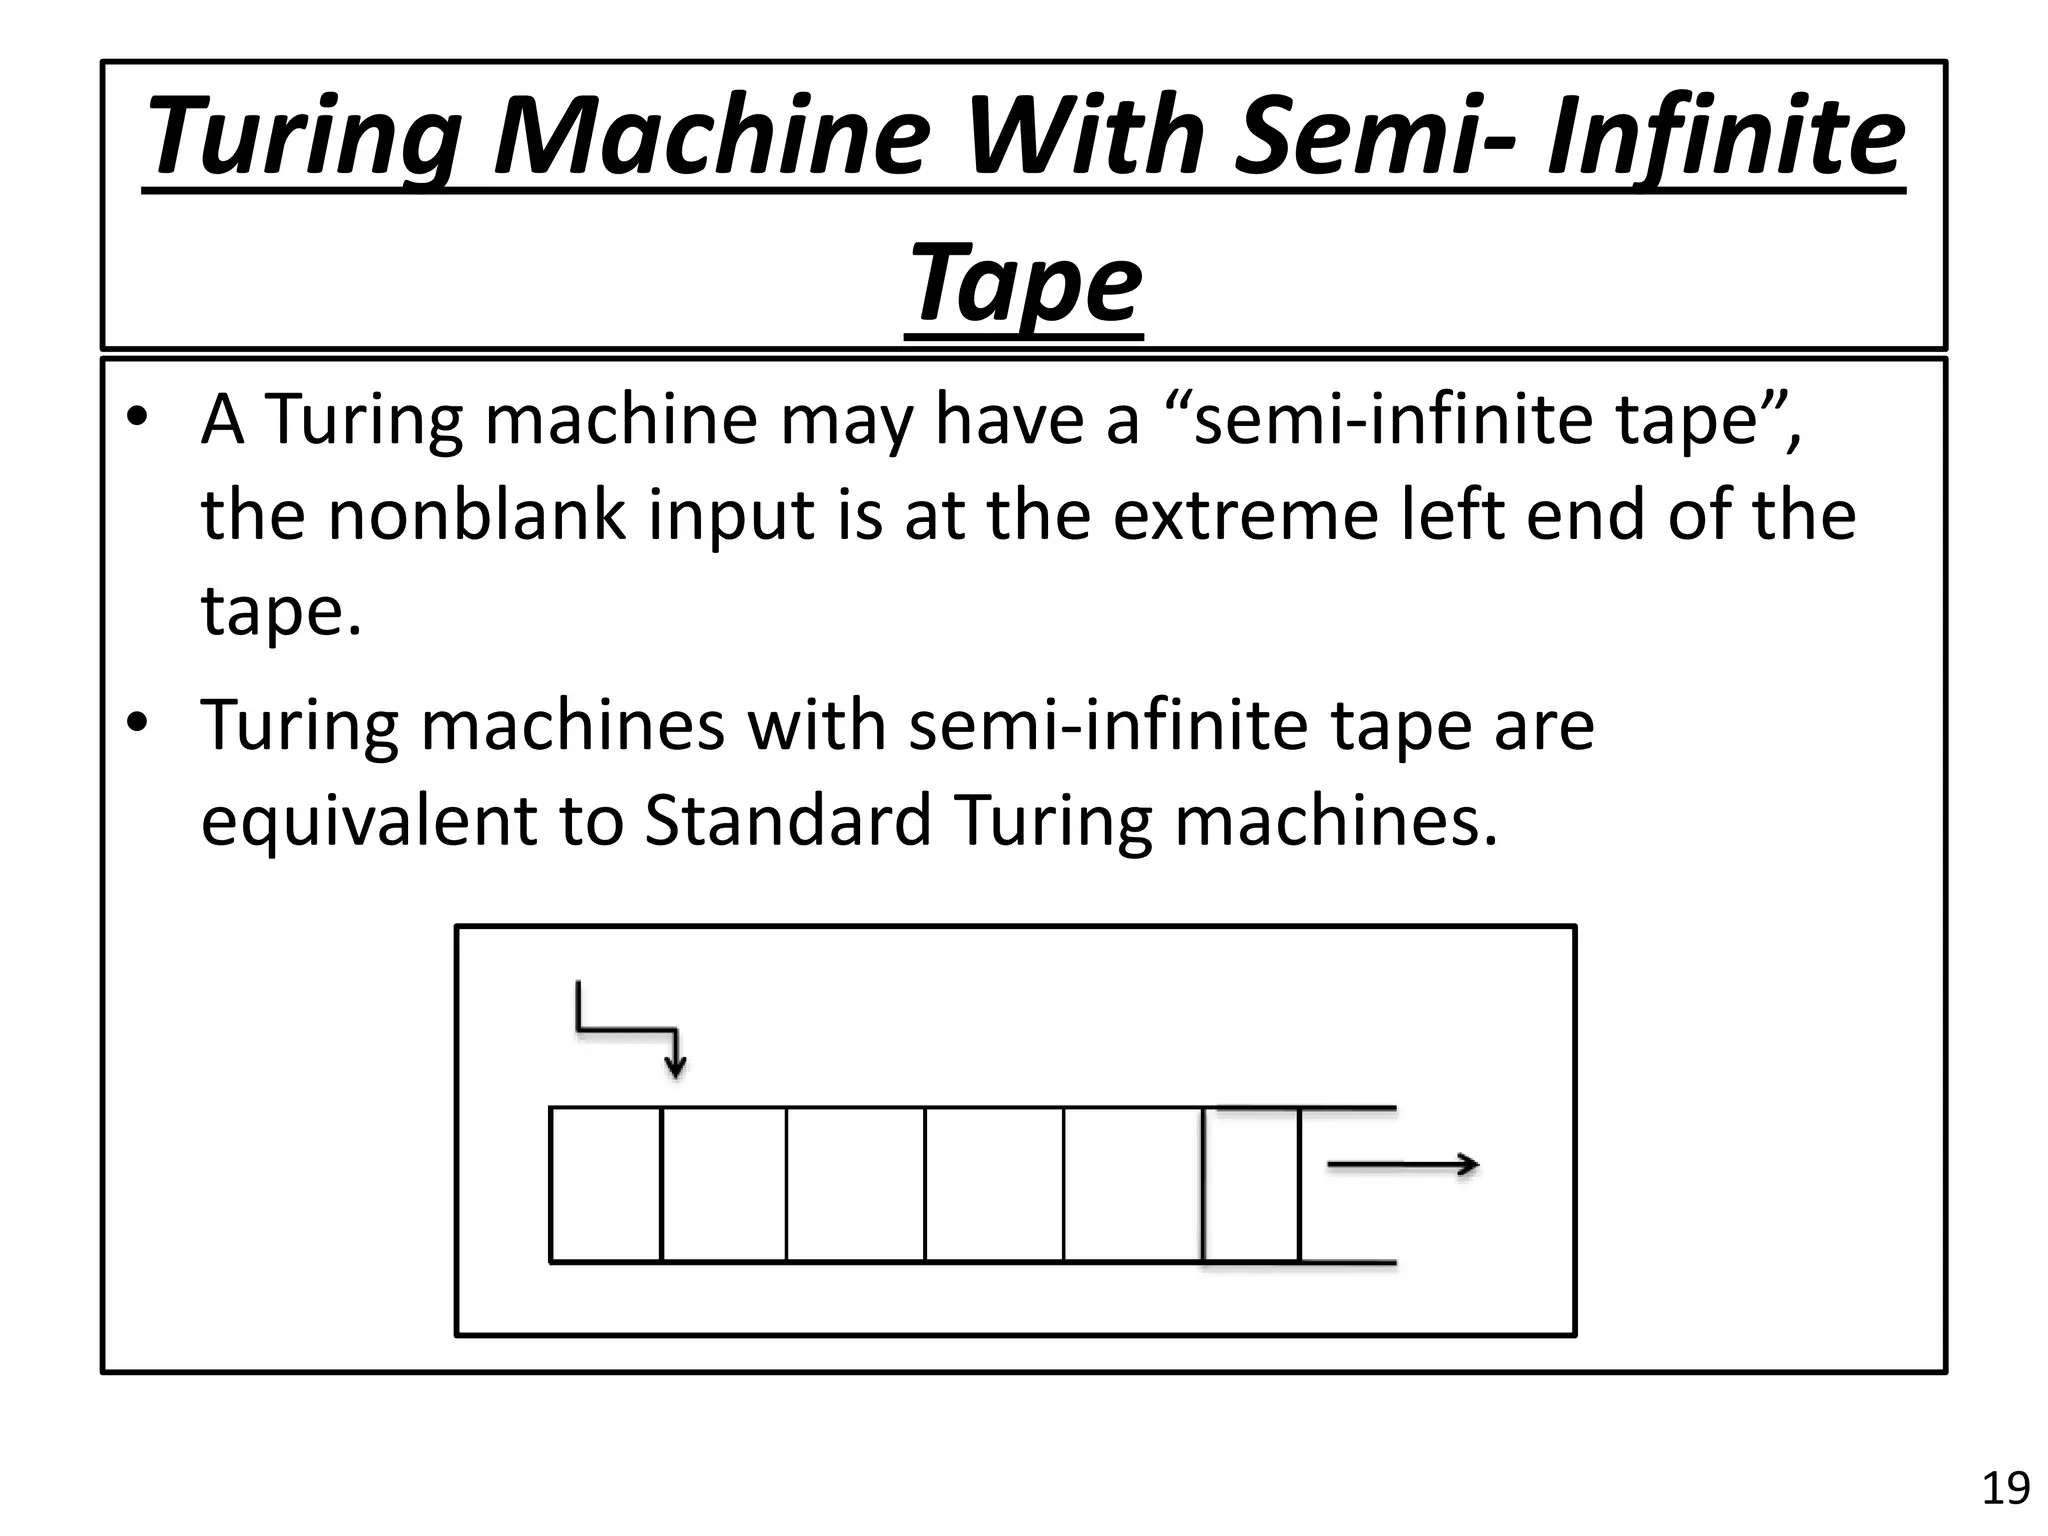 Turing Machine With Semi- Infinite
Tape
• A Turing machine may have a “semi-infinite tape”,
the nonblank input is at the extreme left end of the
tape.
• Turing machines with semi-infinite tape are
equivalent to Standard Turing machines.
19